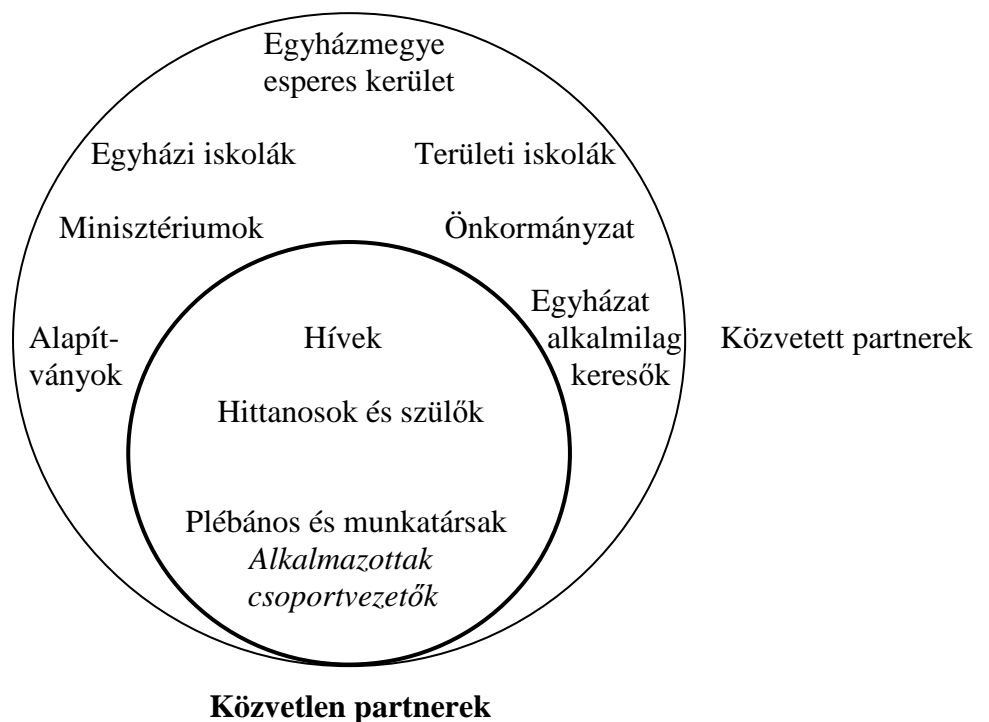 Egyházmegye
esperes kerület
Egyházi iskolák
Területi iskolák
Minisztériumok
Önkormányzat
Egyházat
alkalmilag
keresők
Alapít-
ványok
Hívek
Közvetett partnerek
Hittanosok és szülők
Plébános és munkatársak
Alkalmazottak
csoportvezetők
Közvetlen partnerek